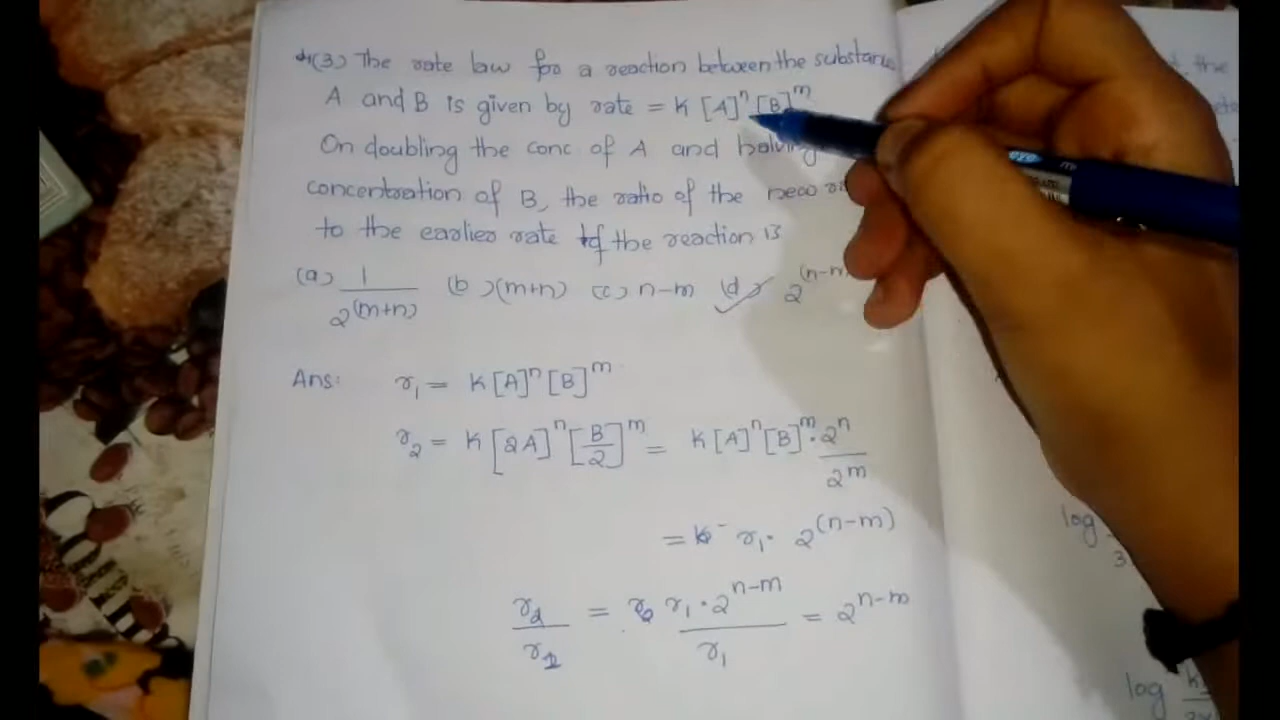 (3) The rate law for a reaction between the substance
A and B is given by rate = K [A]^n [B]^m
On doubling the conc of A and halving
concentration of B, the ratio of the new
to the earlier rate of the reaction is
(a) 1/2^(m+n) (b) (m+n) (c) n-m (d) 2^(n-m
Ans: r₁ = K[A]^n [B]^m
r₂ = K[2A]^n [B/2]^m = K[A]^n [B]^m · 2^n/2^m
= r₁ · 2^(n-m)
r₂/r₁ = r₁ · 2^n-m / r₁ = 2^n-m
log
3
log